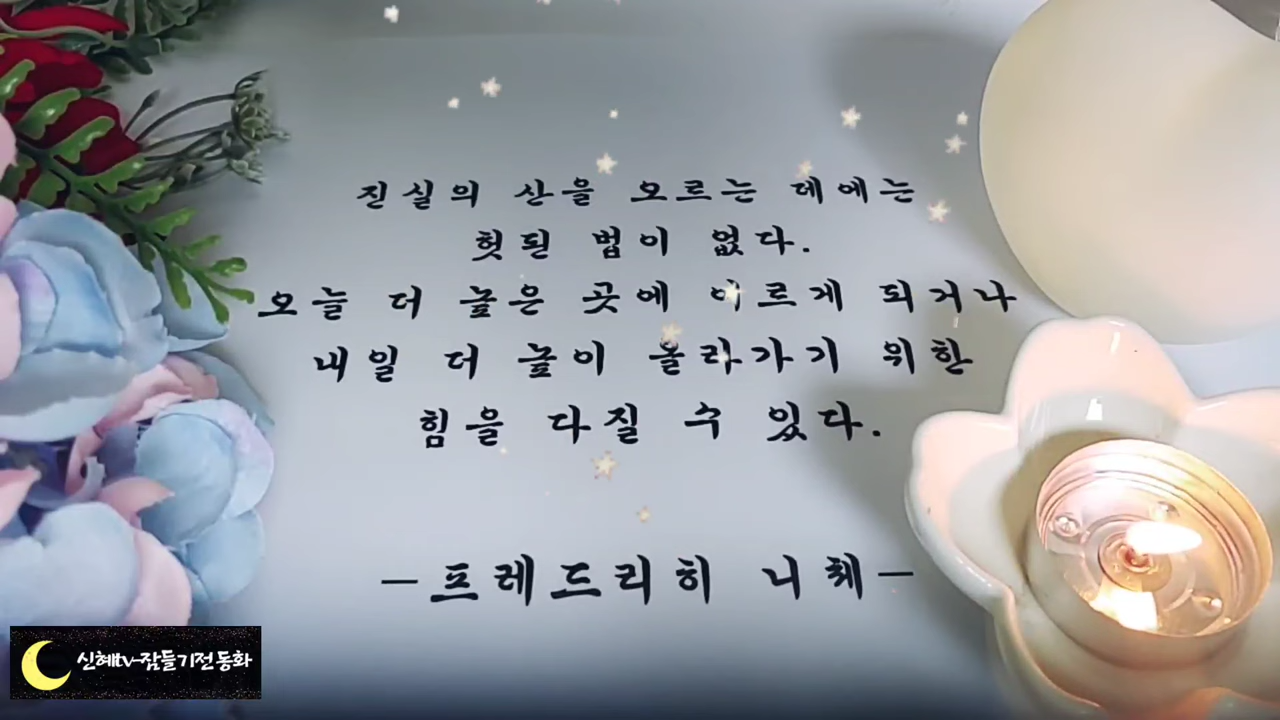 진실의 산을 오르는 데에는
헛된 법이 없다.
오늘 더 높은 곳에 이르게 되거나
내일 더 높이 올라가기 위한
힘을 다질 수 있다.
-프레드리히 니체-
신혜tv-잠들기전 동화